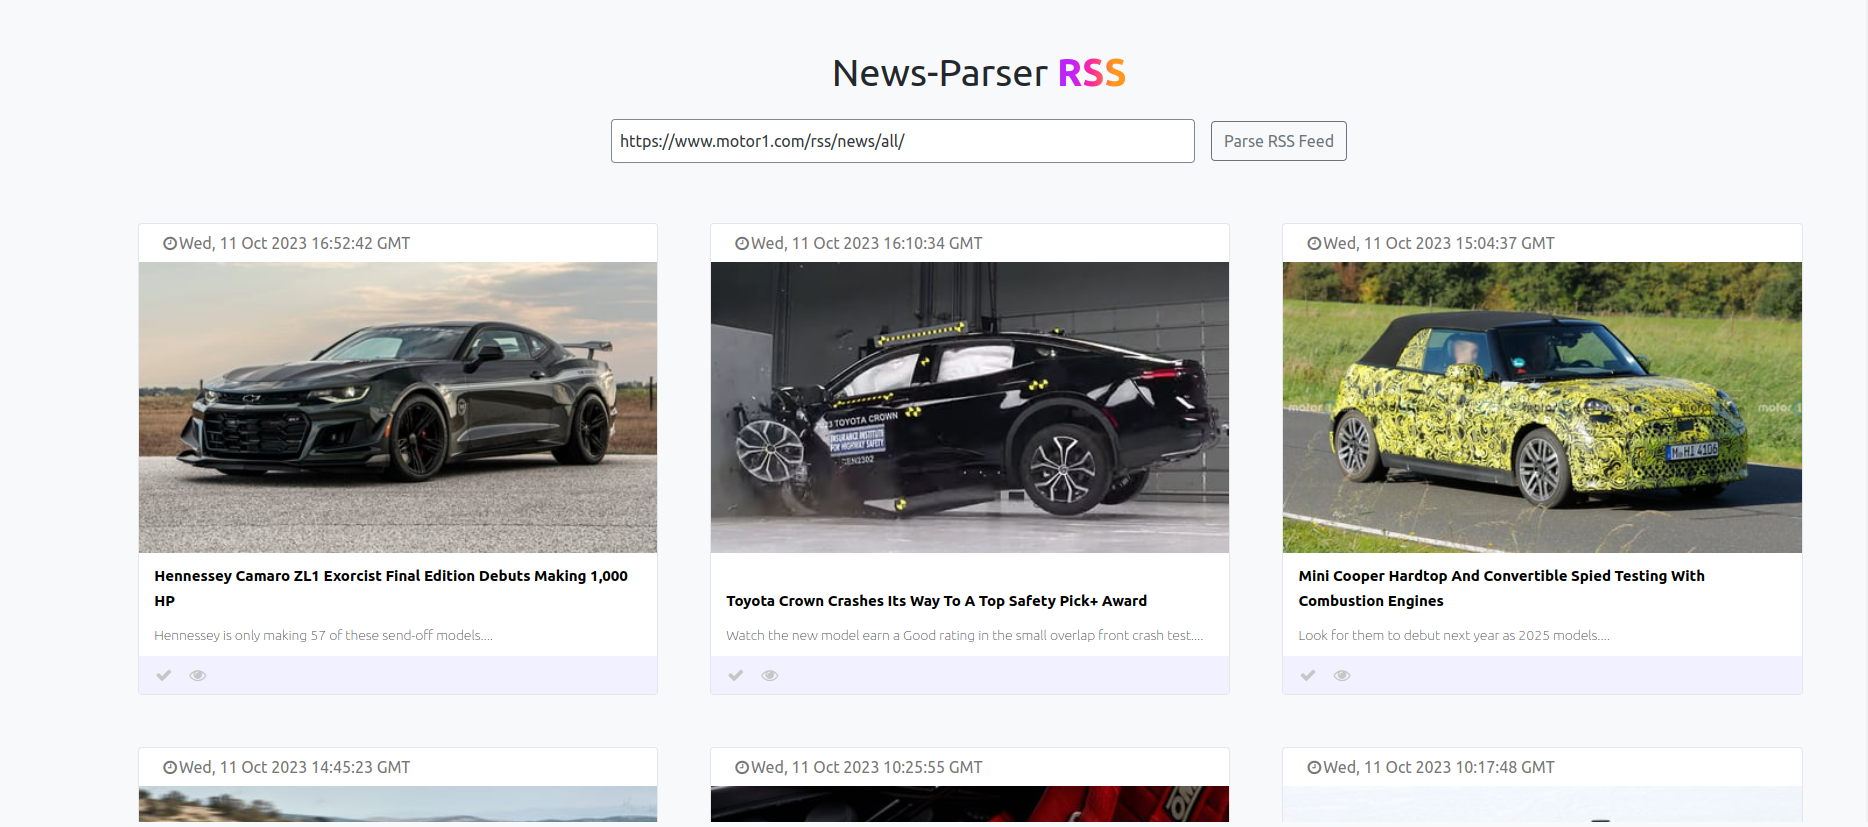 News-Parser RSS
https://www.motor1.com/rss/news/all/
Parse RSS Feed
Wed, 11 Oct 2023 16:52:42 GMT
Hennessey Camaro ZL1 Exorcist Final Edition Debuts Making 1,000
HP
Hennessey is only making 57 of these send-off models....
Wed, 11 Oct 2023 16:10:34 GMT
2023 TOYOTA CROWN
INSURANCE INSTITUTE
FOR HIGHWAY SAFETY
CEN2302
Toyota Crown Crashes Its Way To A Top Safety Pick+ Award
Watch the new model earn a Good rating in the small overlap front crash test....
Wed, 11 Oct 2023 15:04:37 GMT
motor 1
motor 1
Mini Cooper Hardtop And Convertible Spied Testing With
Combustion Engines
Look for them to debut next year as 2025 models....
Wed, 11 Oct 2023 14:45:23 GMT
Wed, 11 Oct 2023 10:25:55 GMT
Wed, 11 Oct 2023 10:17:48 GMT